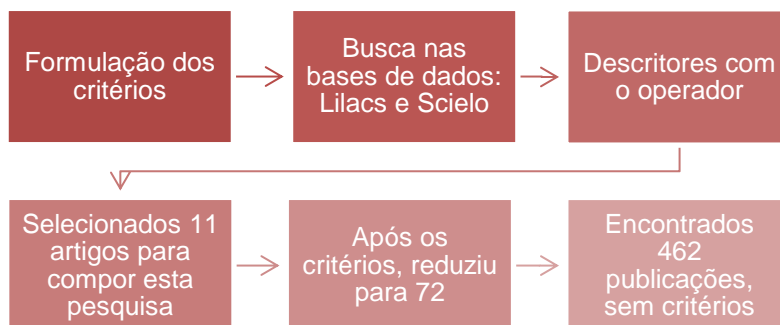 Formulação dos
critérios
Busca nas
bases de dados:
Lilacs e Scielo
Descritores com
o operador
Selecionados 11
artigos para
compor esta
pesquisa
Após os
critérios, reduziu
para 72
Encontrados
462
publicações,
sem critérios